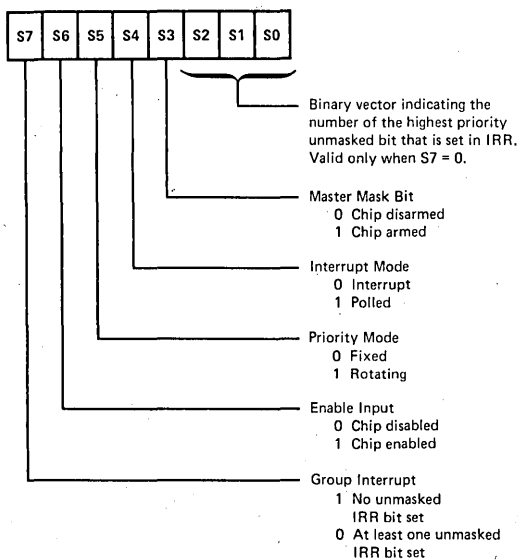 S7 S6 S5 S4 S3 S2 S1 S0
Binary vector indicating the
number of the highest priority
unmasked bit that is set in IRR.
Valid only when S7 = 0.
Master Mask Bit
0 Chip disarmed
1 Chip armed
Interrupt Mode
0 Interrupt
1 Polled
Priority Mode
0 Fixed
1 Rotating
Enable Input
0 Chip disabled
1 Chip enabled
Group Interrupt
1 No unmasked
IRR bit set
0 At least one unmasked
IRR bit set